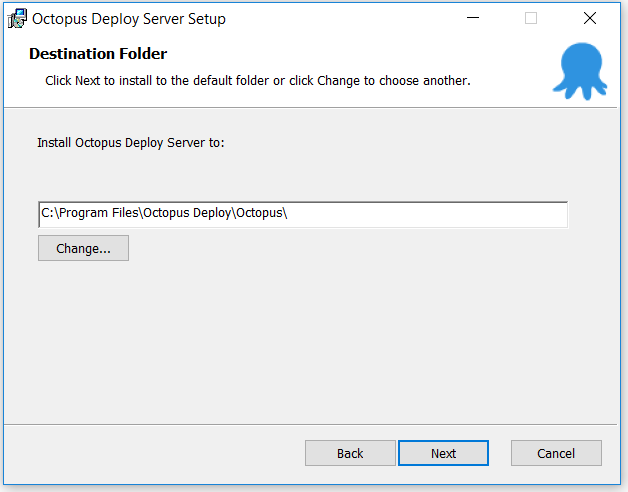 Octopus Deploy Server Setup
Destination Folder
Click Next to install to the default folder or click Change to choose another.
Install Octopus Deploy Server to:
C:\Program Files\Octopus Deploy\Octopus\
Change...
Back Next Cancel